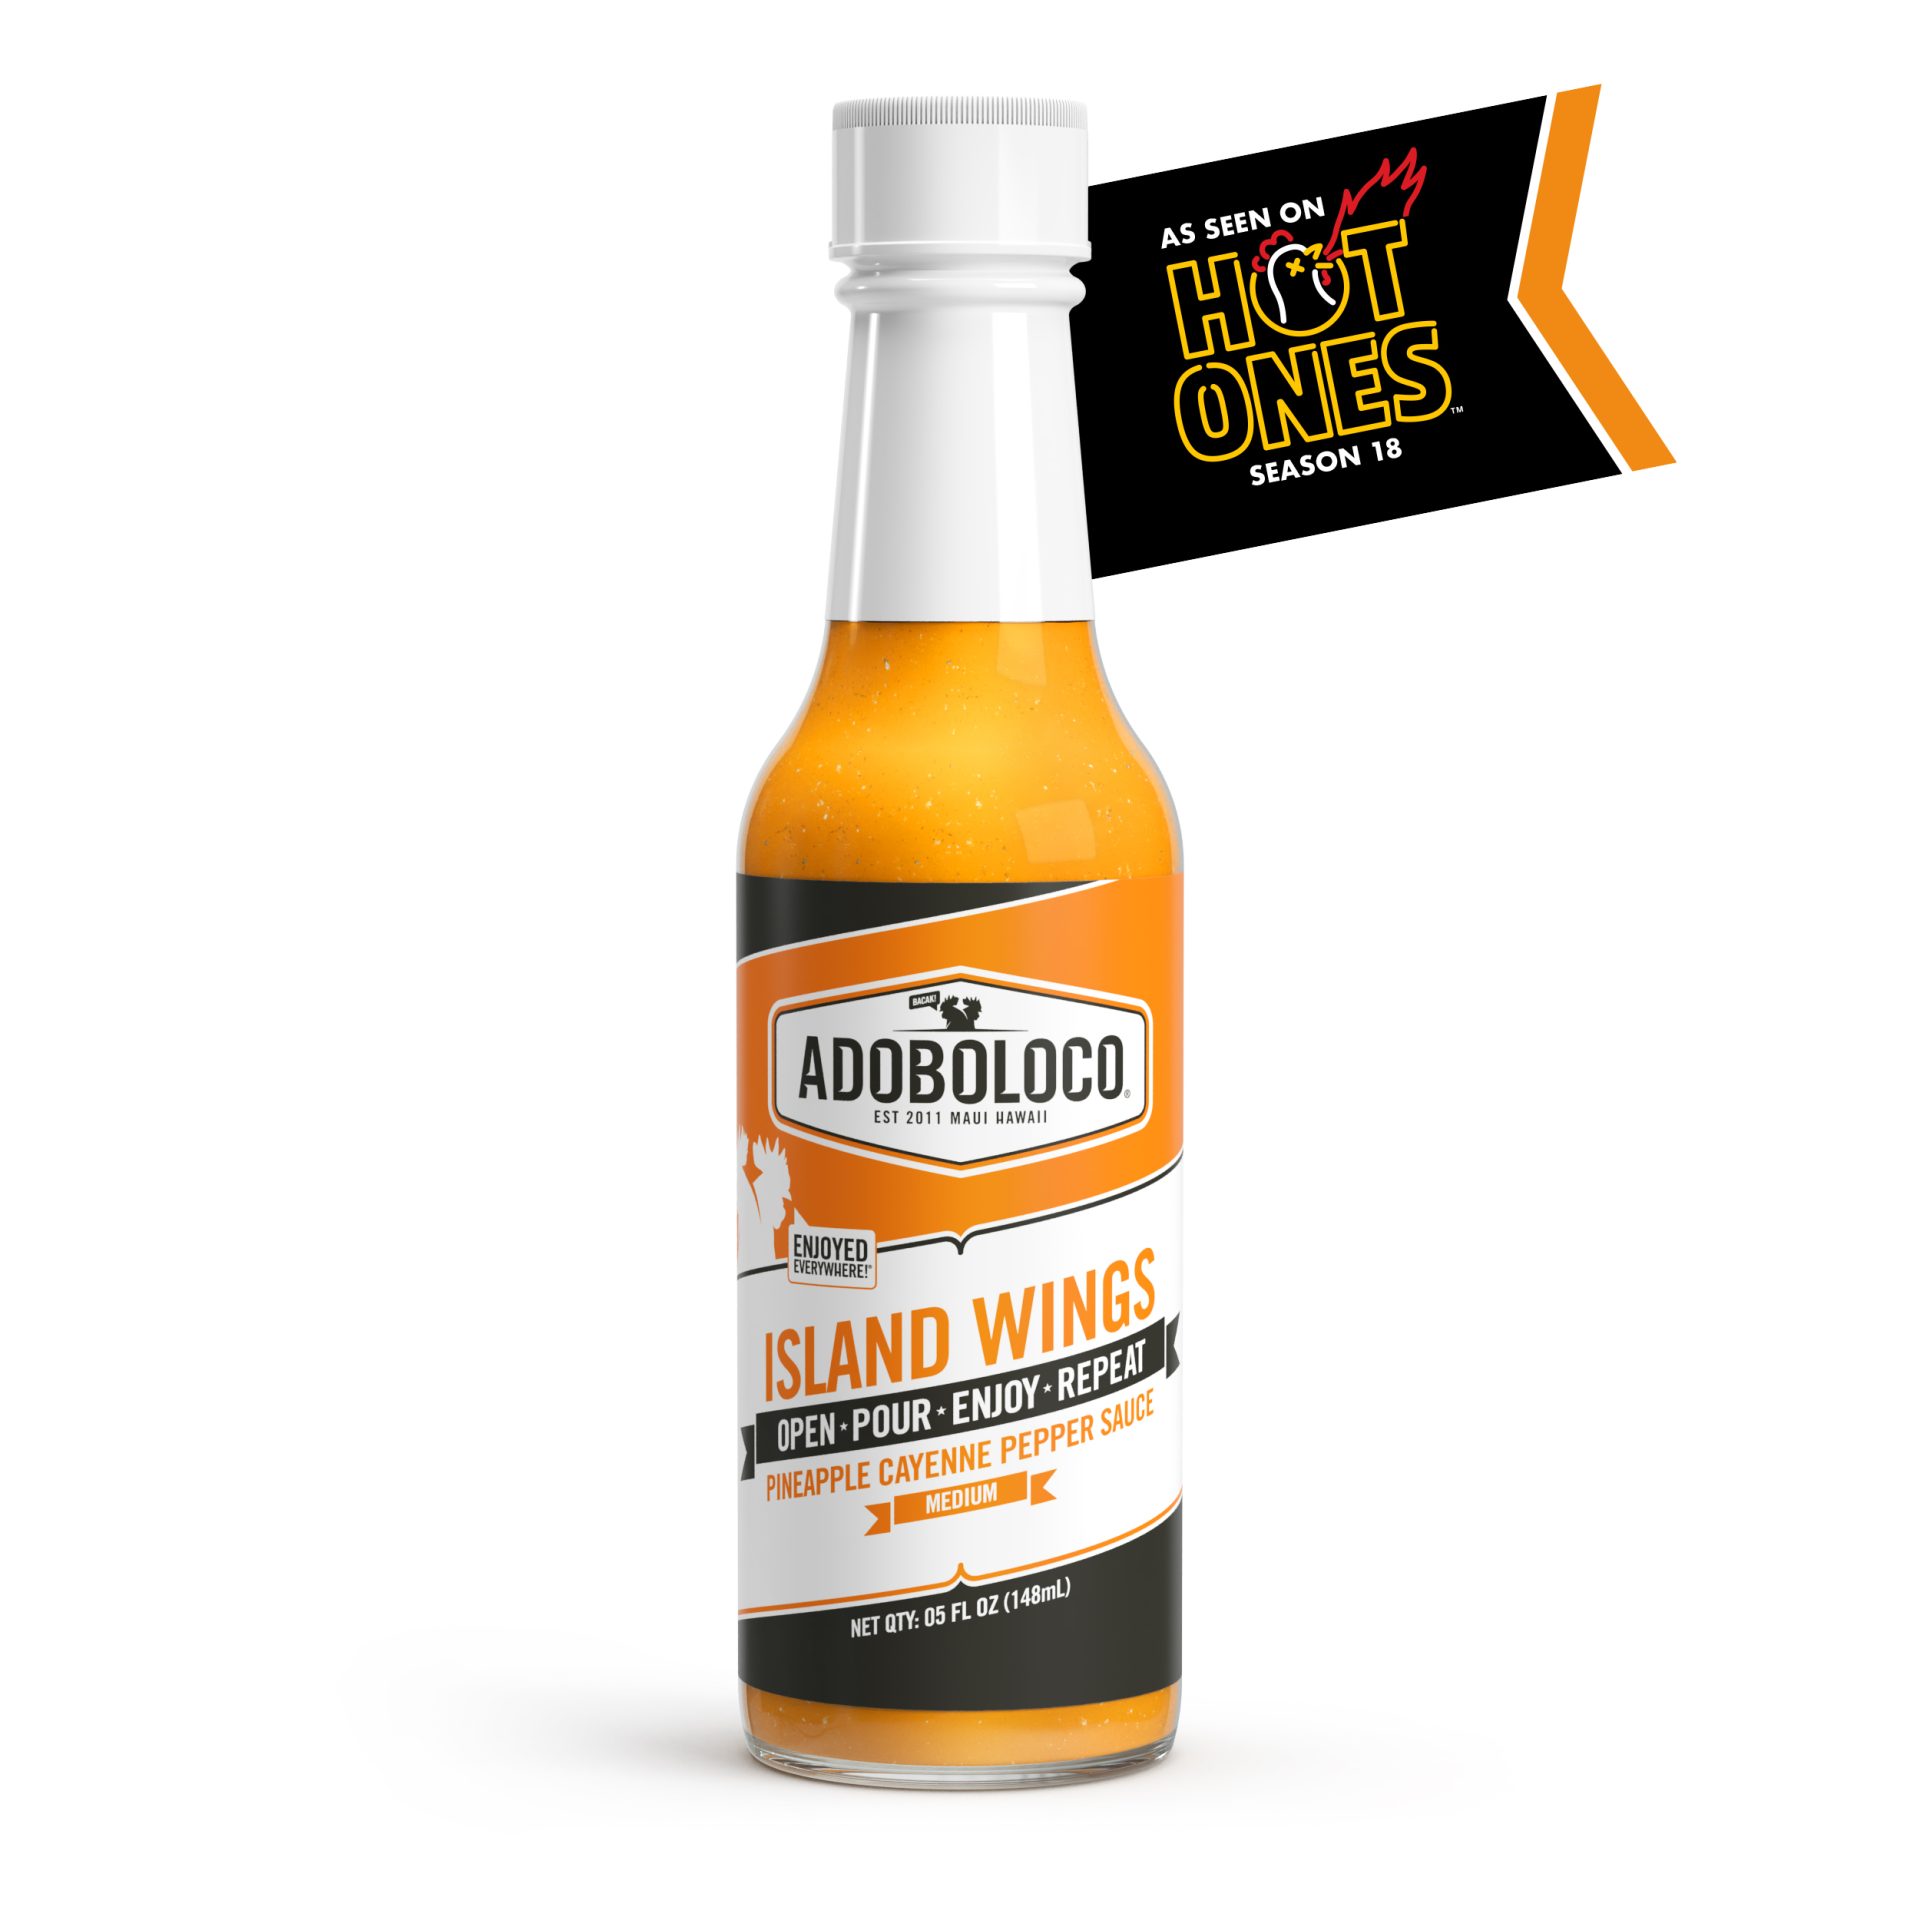 AS SEEN ON
HOT
ONES™
SEASON 18
BACAK!
ADOBOLOCO®
EST 2011 MAUI HAWAII
ENJOYED
EVERYWHERE!®
ISLAND WINGS
OPEN★POUR★ENJOY★REPEAT
PINEAPPLE CAYENNE PEPPER SAUCE
MEDIUM
NET QTY: 05 FL OZ (148mL)